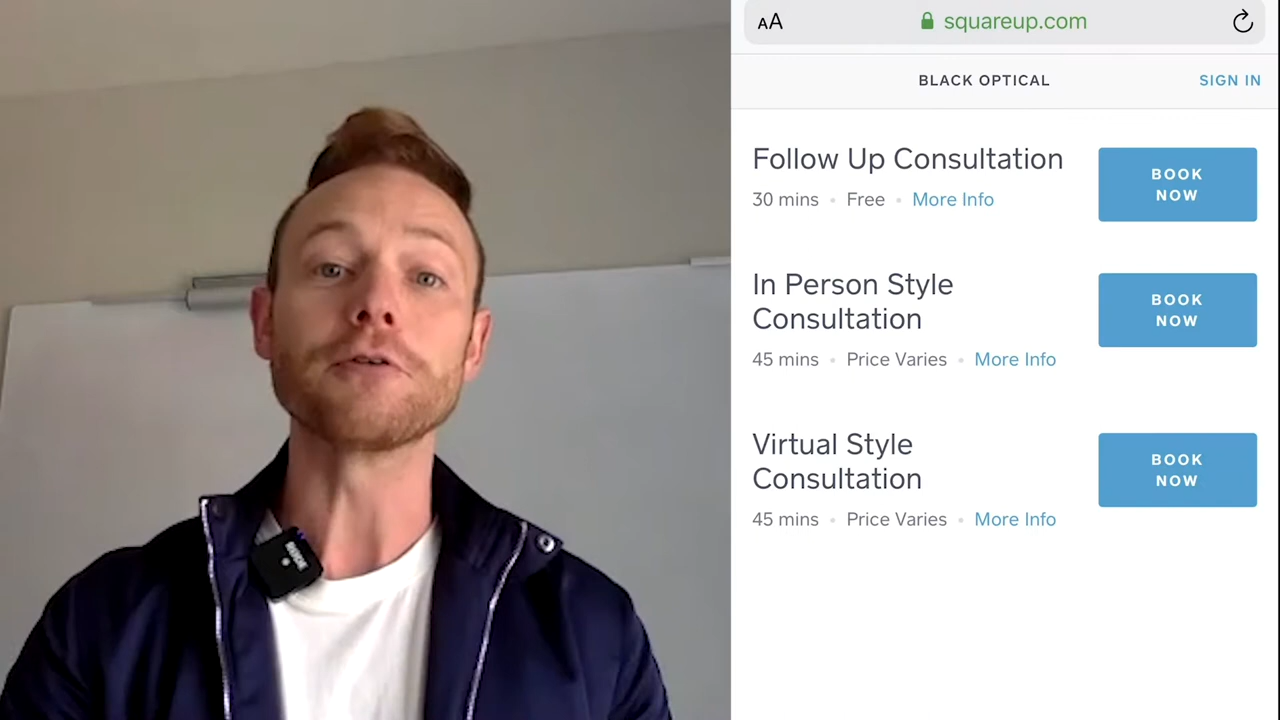 AA squareup.com
BLACK OPTICAL SIGN IN
Follow Up Consultation
30 mins • Free • More Info
BOOK
NOW
In Person Style
Consultation
45 mins • Price Varies • More Info
BOOK
NOW
Virtual Style
Consultation
45 mins • Price Varies • More Info
BOOK
NOW
RODE